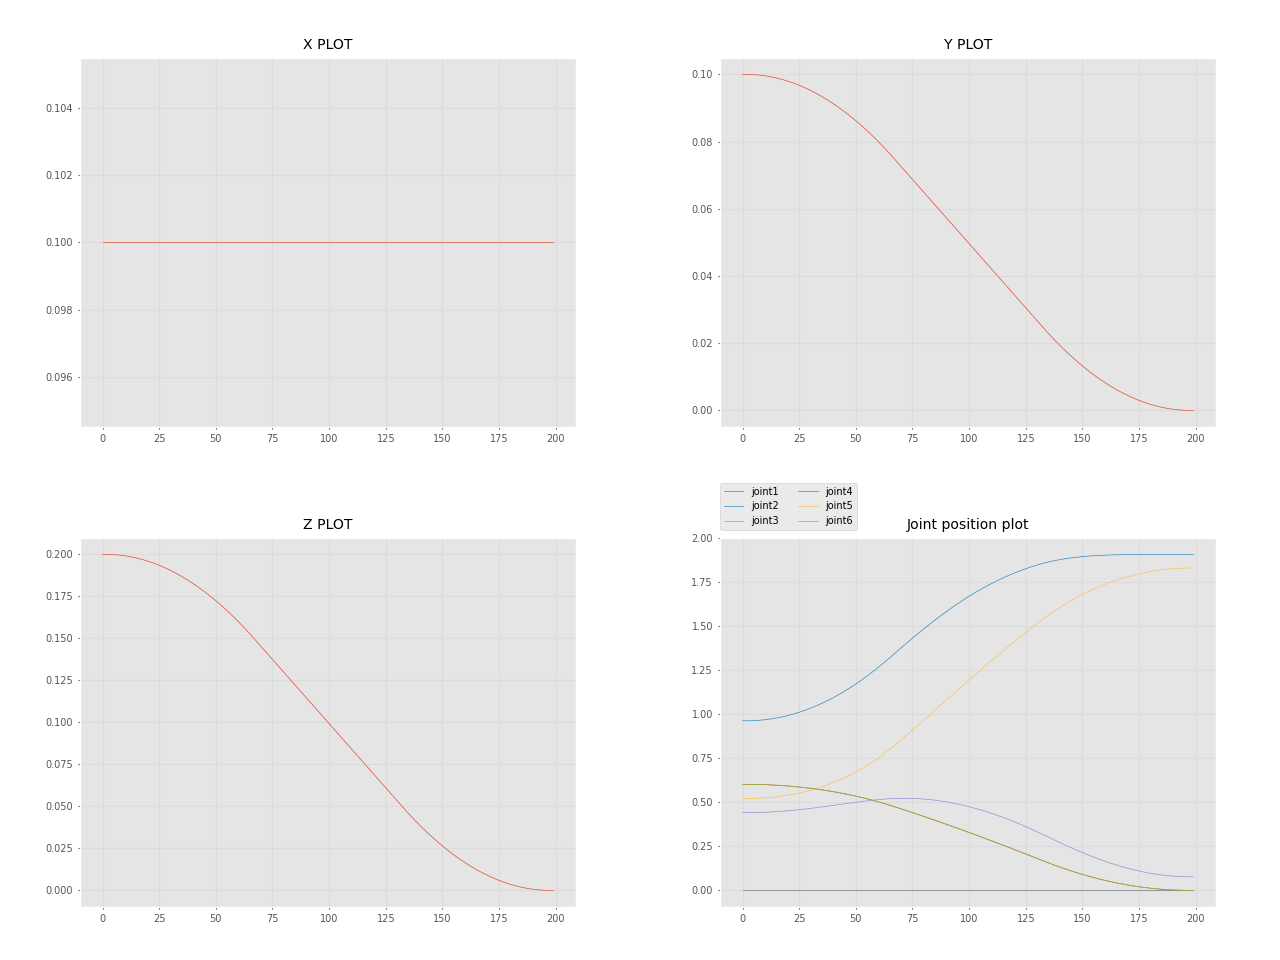 X PLOT
0.104
0.102
0.100
0.098
0.096
0 25 50 75 100 125 150 175 200
Y PLOT
0.10
0.08
0.06
0.04
0.02
0.00
0 25 50 75 100 125 150 175 200
Z PLOT
0.200
0.175
0.150
0.125
0.100
0.075
0.050
0.025
0.000
0 25 50 75 100 125 150 175 200
joint1 joint4
joint2 joint5
joint3 joint6
Joint position plot
2.00
1.75
1.50
1.25
1.00
0.75
0.50
0.25
0.00
0 25 50 75 100 125 150 175 200